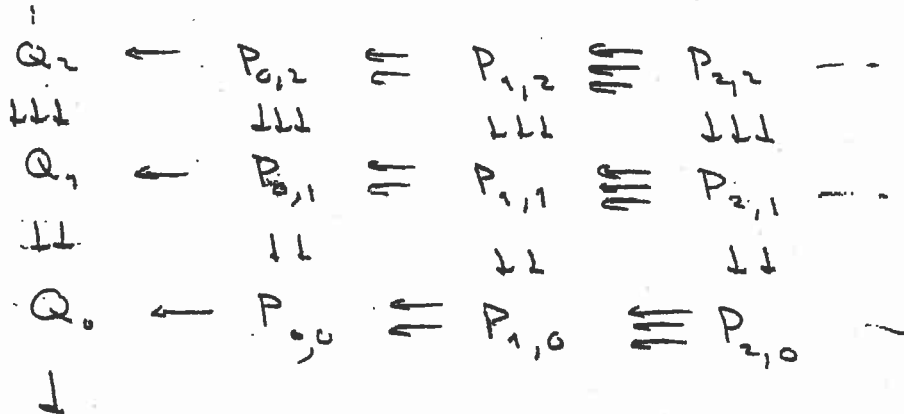 Q₂ ← P₀,₂ ⇇ P₁,₂ ⇚ P₂,₂ ---
↓↓↓ ↓↓↓ ↓↓↓ ↓↓↓
Q₁ ← P₀,₁ ⇇ P₁,₁ ⇚ P₂,₁ ---
↓↓ ↓↓ ↓↓ ↓↓
Q₀ ← P₀,₀ ⇇ P₁,₀ ⇚ P₂,₀ —
↓